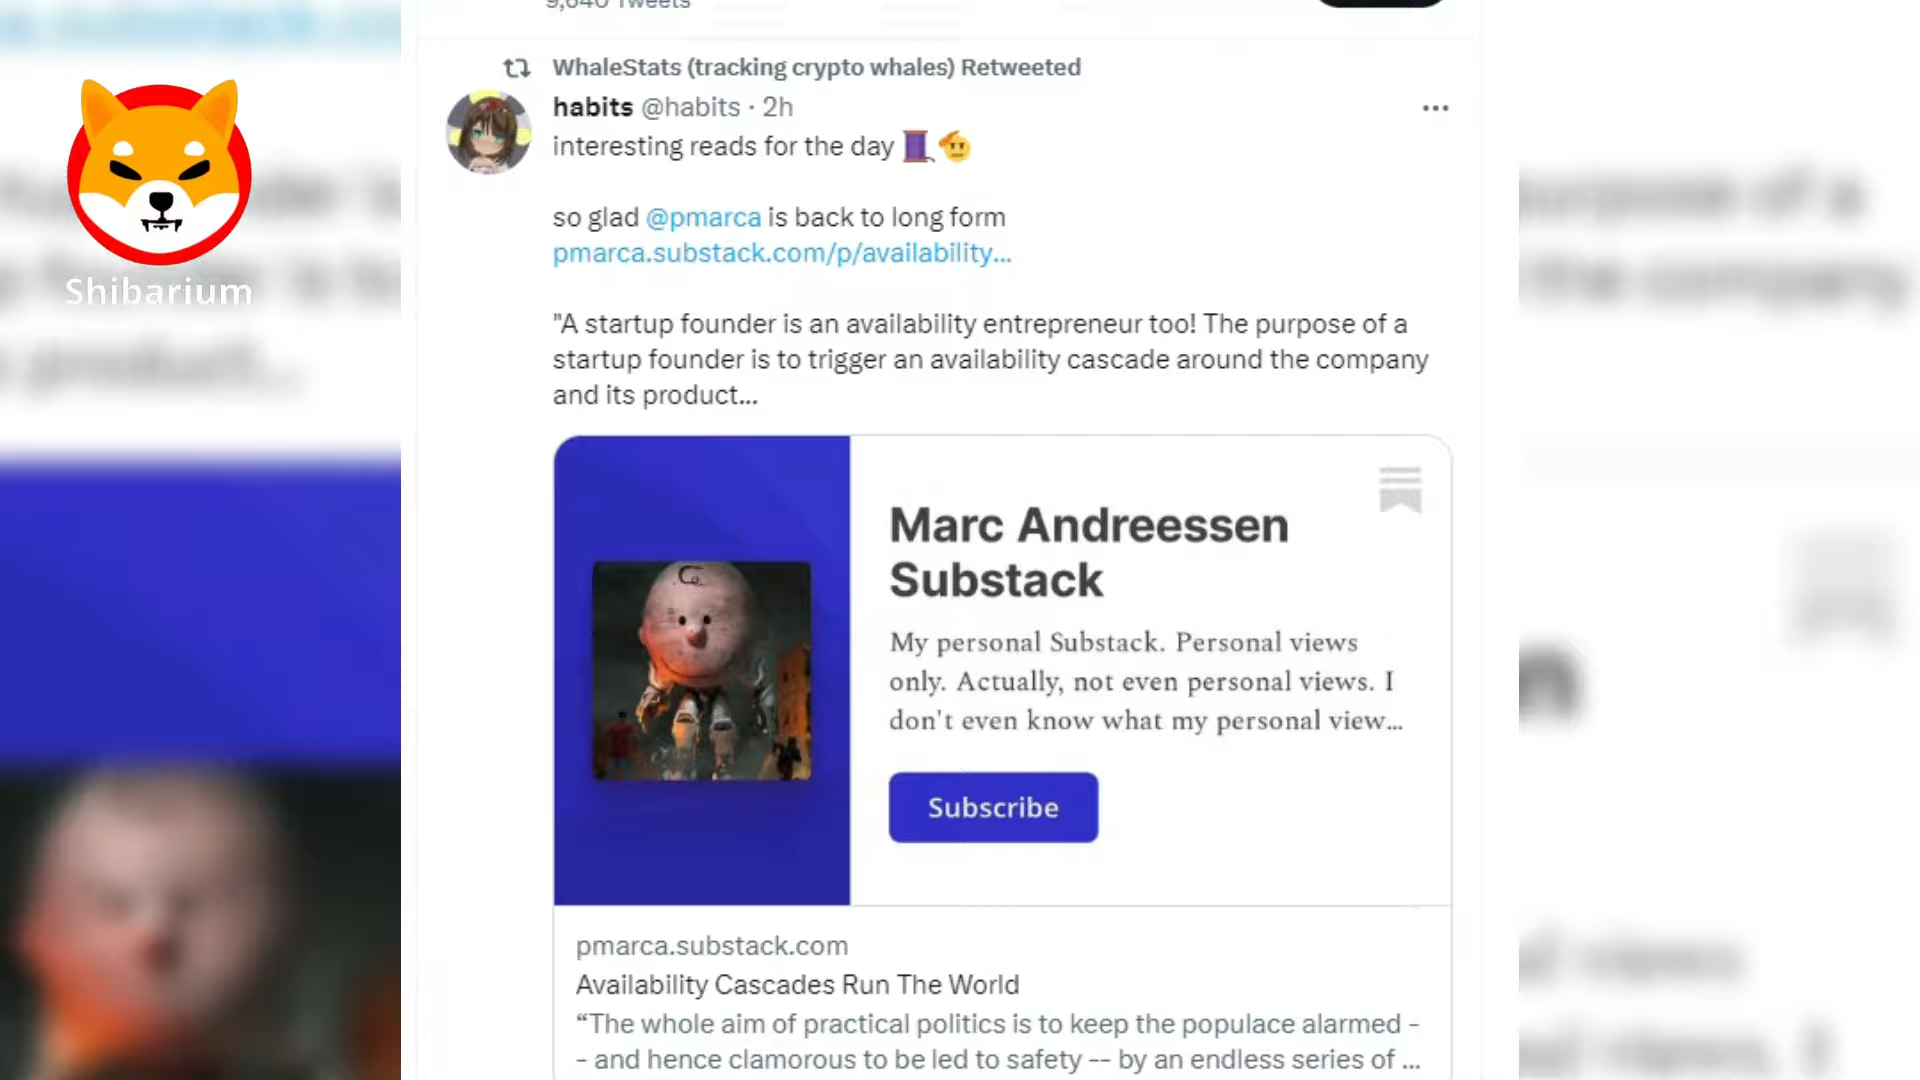 9,640 Tweets
WhaleStats (tracking crypto whales) Retweeted
habits @habits · 2h
interesting reads for the day 🧵🫡
so glad @pmarca is back to long form
pmarca.substack.com/p/availability...
"A startup founder is an availability entrepreneur too! The purpose of a
startup founder is to trigger an availability cascade around the company
and its product...
Marc Andreessen
Substack
My personal Substack. Personal views
only. Actually, not even personal views. I
don't even know what my personal view...
Subscribe
pmarca.substack.com
Availability Cascades Run The World
“The whole aim of practical politics is to keep the populace alarmed -
- and hence clamorous to be led to safety -- by an endless series of ...
Shibarium